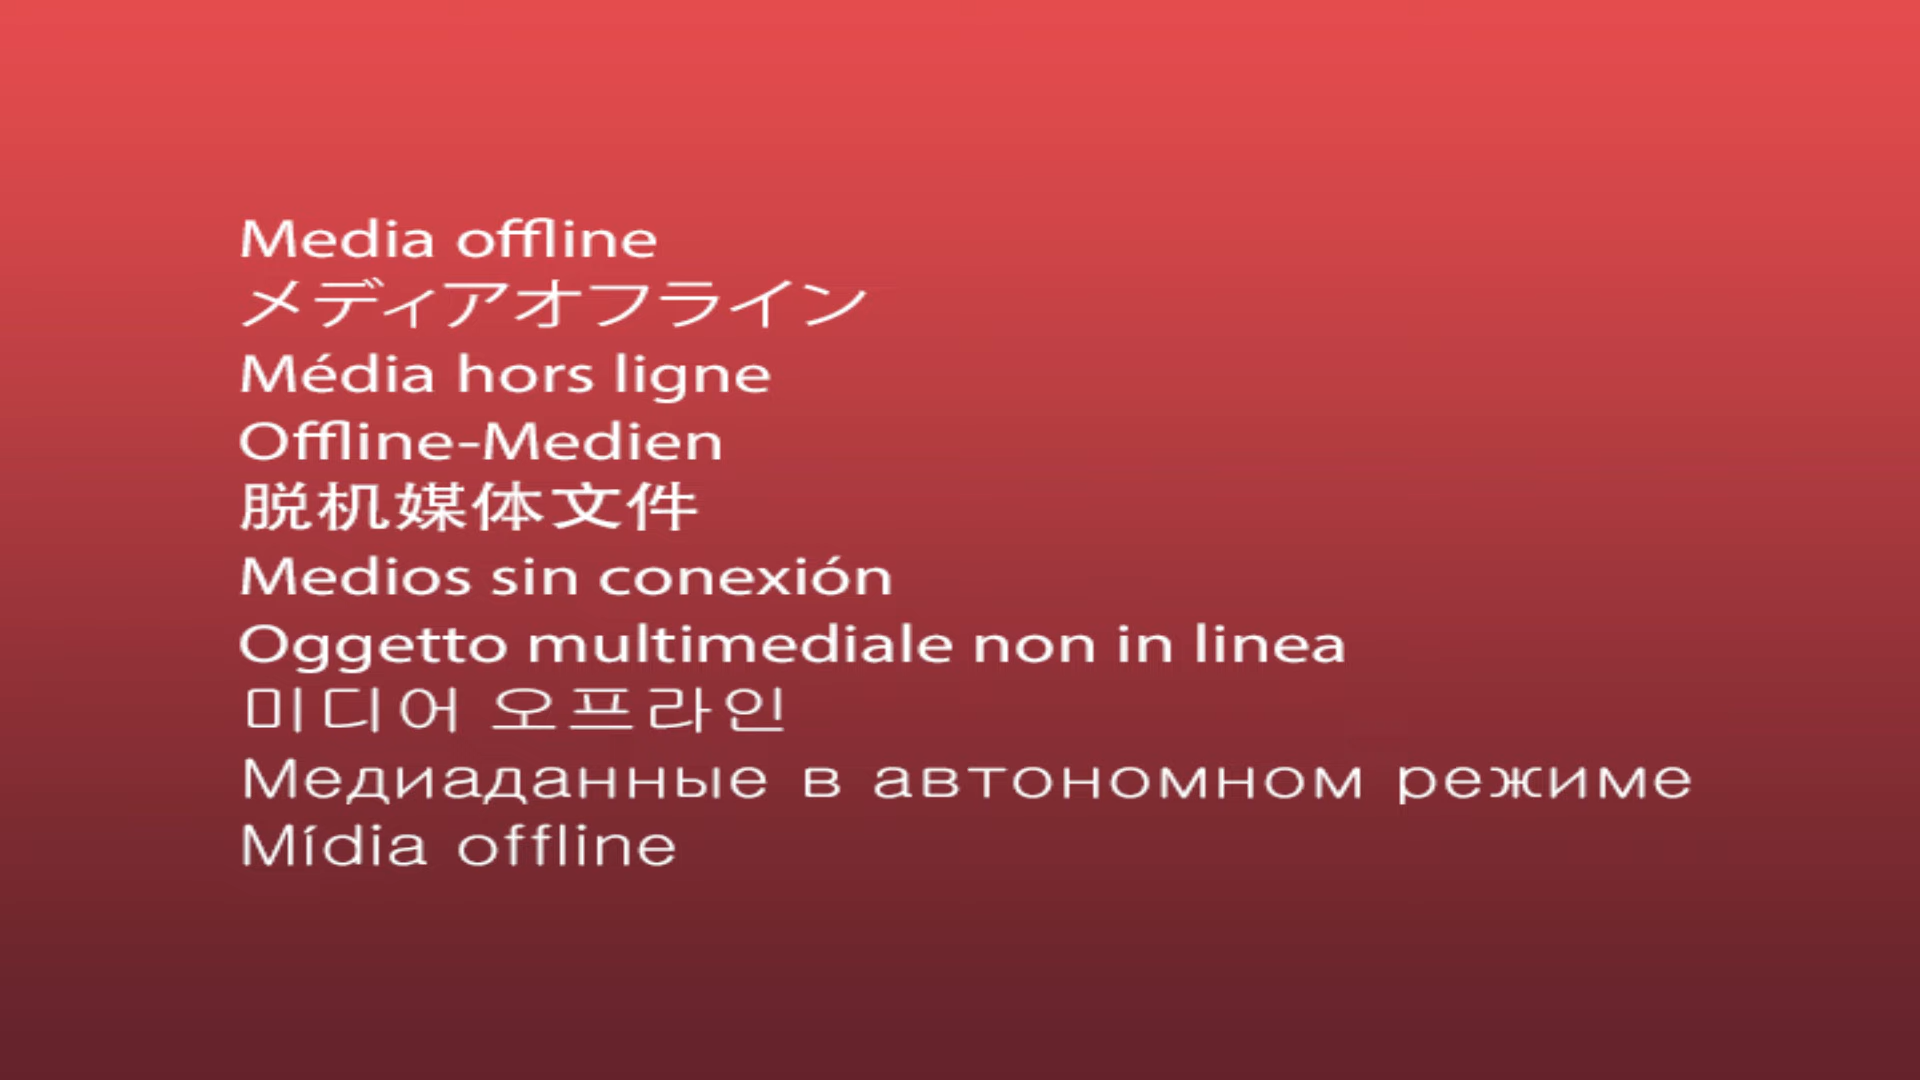 Media offline
メディアオフライン
Média hors ligne
Offline-Medien
脱机媒体文件
Medios sin conexión
Oggetto multimediale non in linea
미디어 오프라인
Медиаданные в автономном режиме
Mídia offline